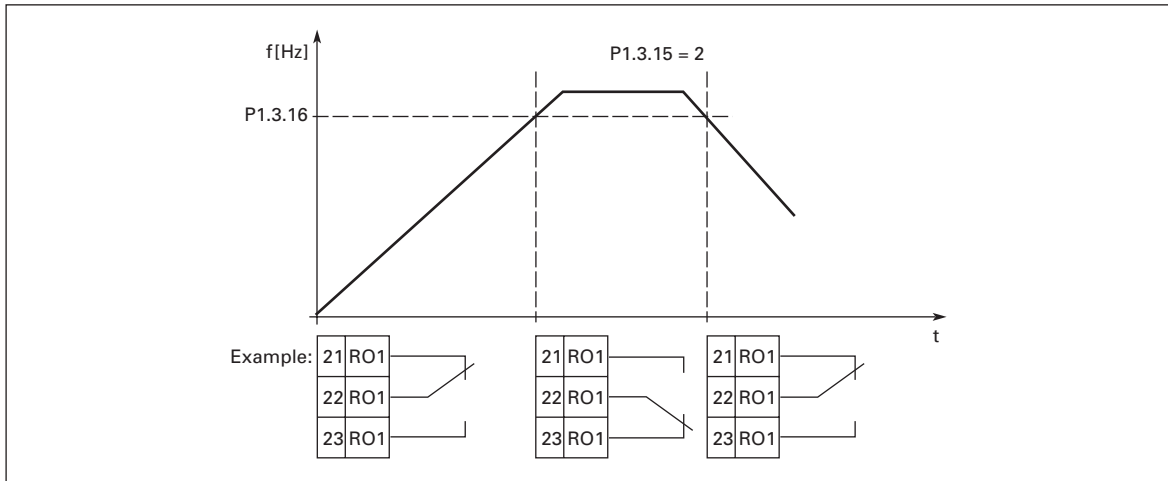 f[Hz]
P1.3.15 = 2
P1.3.16
t
Example:
21 RO1
22 RO1
23 RO1
21 RO1
22 RO1
23 RO1
21 RO1
22 RO1
23 RO1